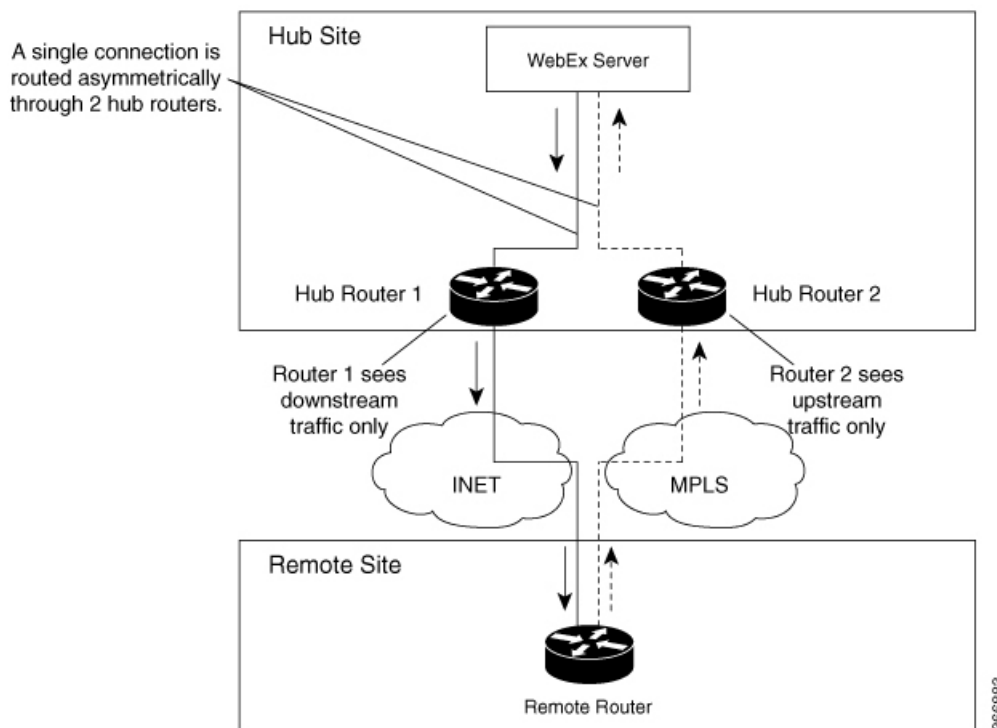 Hub Site
WebEx Server
A single connection is
routed asymmetrically
through 2 hub routers.
Hub Router 1
Hub Router 2
Router 1 sees
downstream
traffic only
Router 2 sees
upstream
traffic only
INET
MPLS
Remote Site
Remote Router